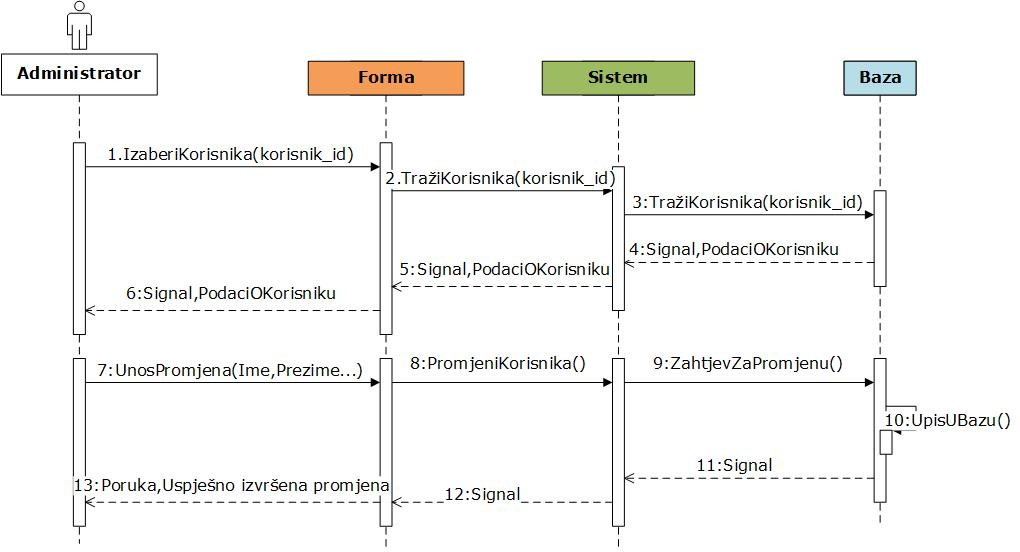 Administrator
Forma
Sistem
Baza
1.IzaberiKorisnika(korisnik_id)
2.TražiKorisnika(korisnik_id)
3:TražiKorisnika(korisnik_id)
4:Signal,PodaciOKorisniku
5:Signal,PodaciOKorisniku
6:Signal,PodaciOKorisniku
7:UnosPromjena(Ime,Prezime...)
8:PromjeniKorisnika()
9:ZahtjevZaPromjenu()
10:UpisUBazu()
11:Signal
12:Signal
13:Poruka,Uspješno izvršena promjena